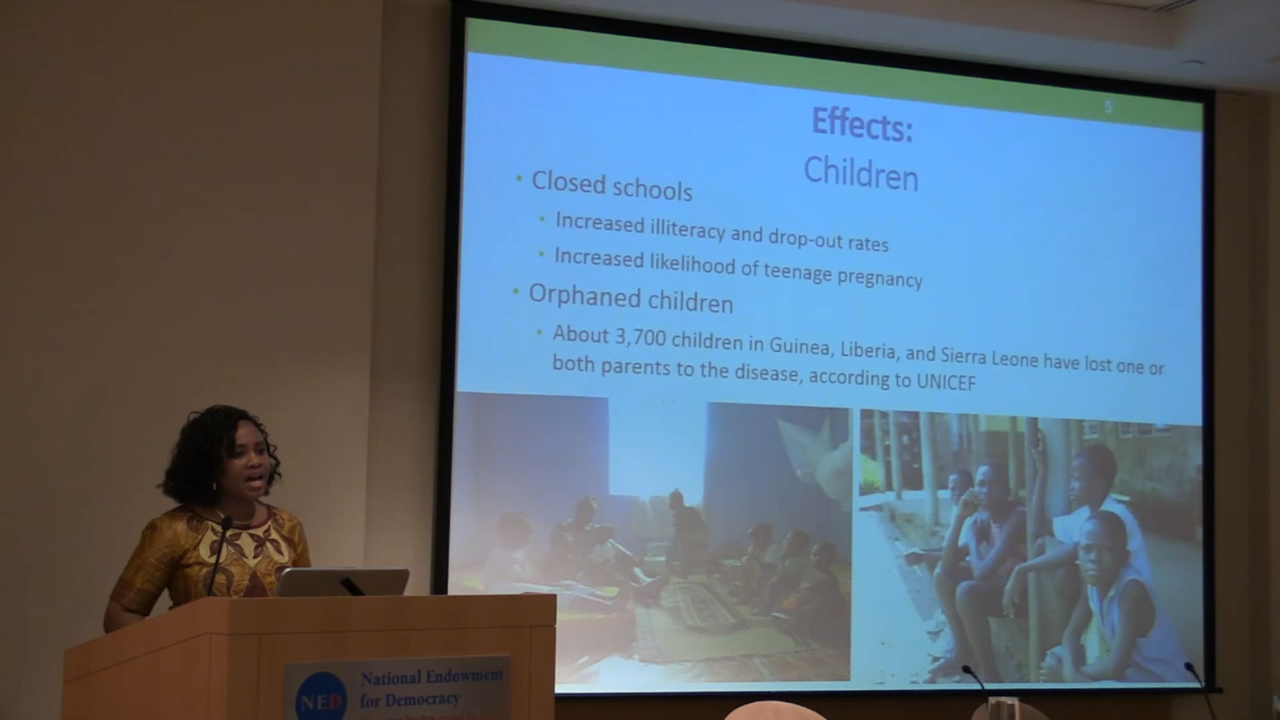 5
Effects:
Children
• Closed schools
• Increased illiteracy and drop-out rates
• Increased likelihood of teenage pregnancy
• Orphaned children
• About 3,700 children in Guinea, Liberia, and Sierra Leone have lost one or
both parents to the disease, according to UNICEF
NED
National Endowment
for Democracy